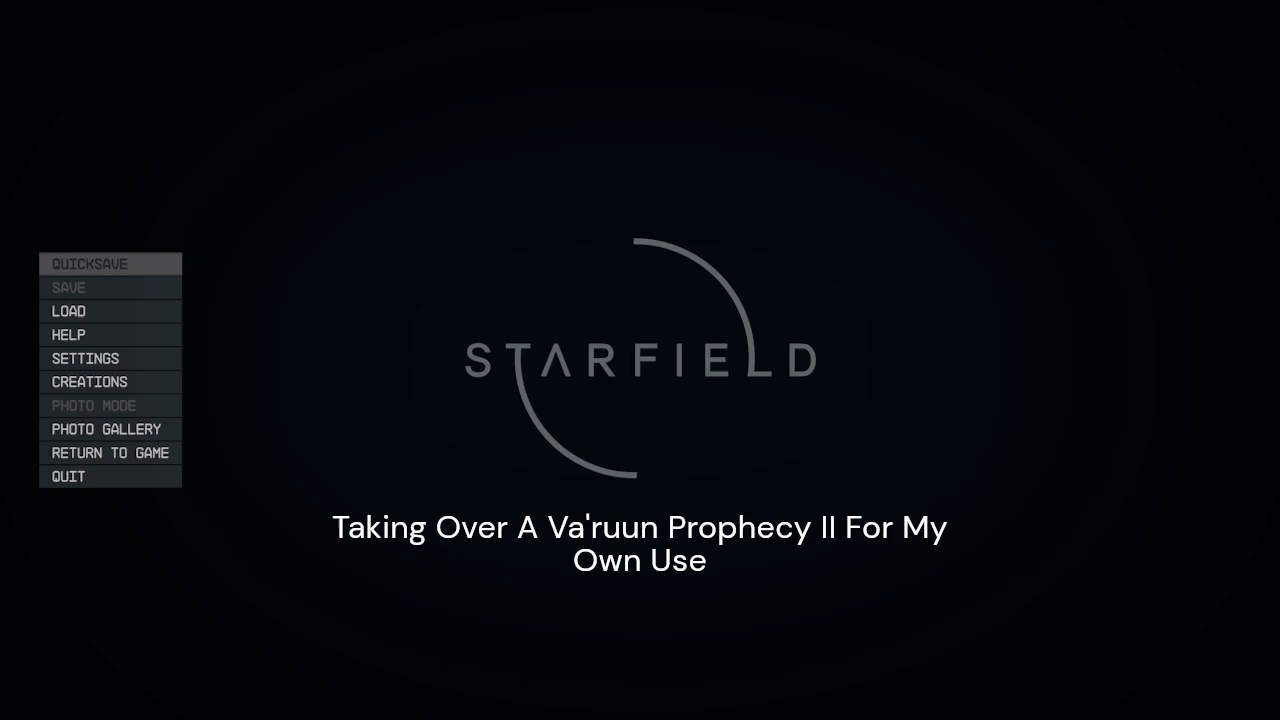 QUICKSAVE
SAVE
LOAD
HELP
SETTINGS
CREATIONS
PHOTO MODE
PHOTO GALLERY
RETURN TO GAME
QUIT
STARFIELD
Taking Over A Va'ruun Prophecy II For My
Own Use